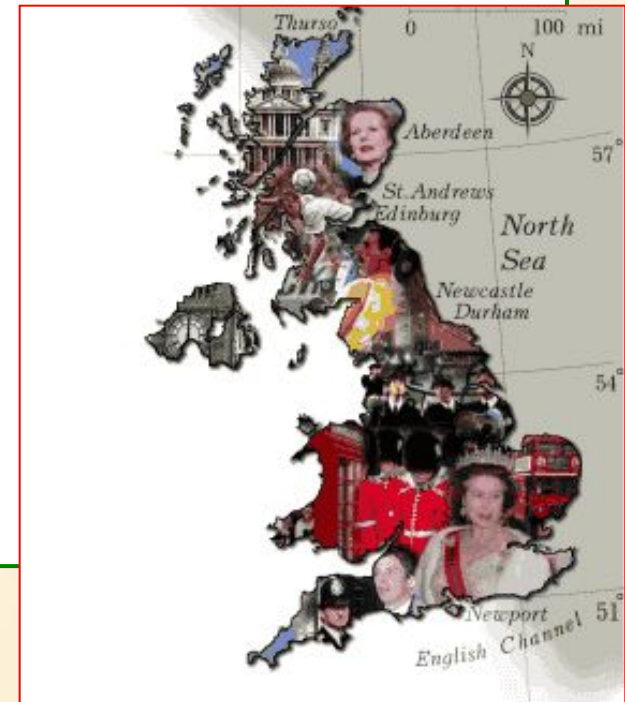 Thurso
0 100 mi
N
Aberdeen
57°
St.Andrews
Edinburg
North
Sea
Newcastle
Durham
54°
Newport
51°
English Channel